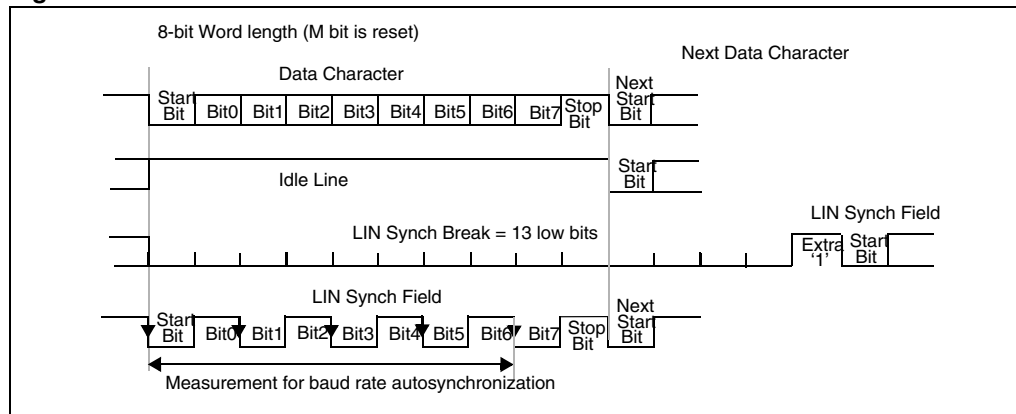 8-bit Word length (M bit is reset)
Next Data Character
Data Character
Start Bit Bit0 Bit1 Bit2 Bit3 Bit4 Bit5 Bit6 Bit7 Stop Bit Next Start Bit
Idle Line
Start Bit
LIN Synch Field
LIN Synch Break = 13 low bits
Extra '1' Start Bit
LIN Synch Field
Start Bit Bit0 Bit1 Bit2 Bit3 Bit4 Bit5 Bit6 Bit7 Stop Bit Next Start Bit
Measurement for baud rate autosynchronization